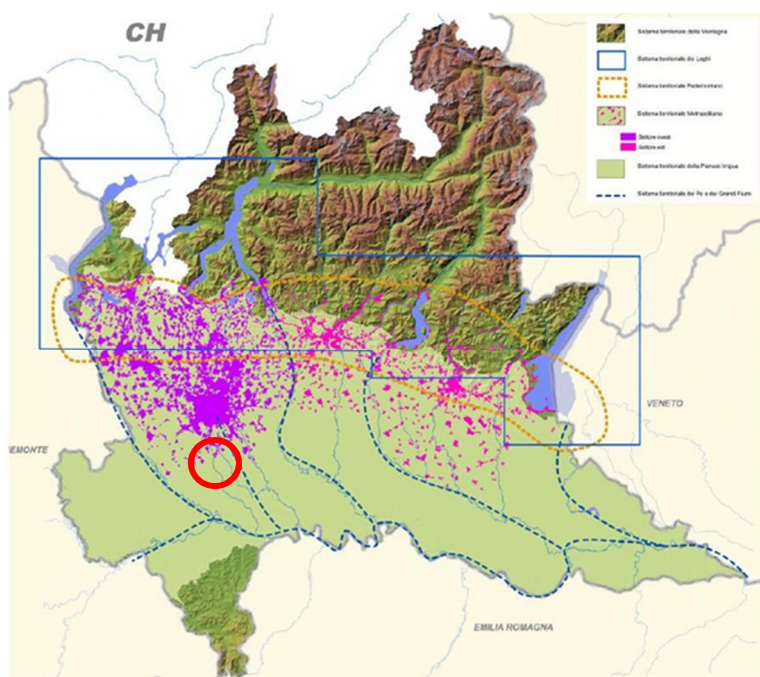 CH
Sistema territoriale della Montagna
Sistema territoriale dei Laghi
Sistema territoriale Pedemontano
Sistema territoriale Metropolitano
Settore ovest
Settore est
Sistema territoriale della Pianura Irrigua
Sistema territoriale del Po e dei Grandi Fiumi
VENETO
IEMONTE
EMILIA ROMAGNA